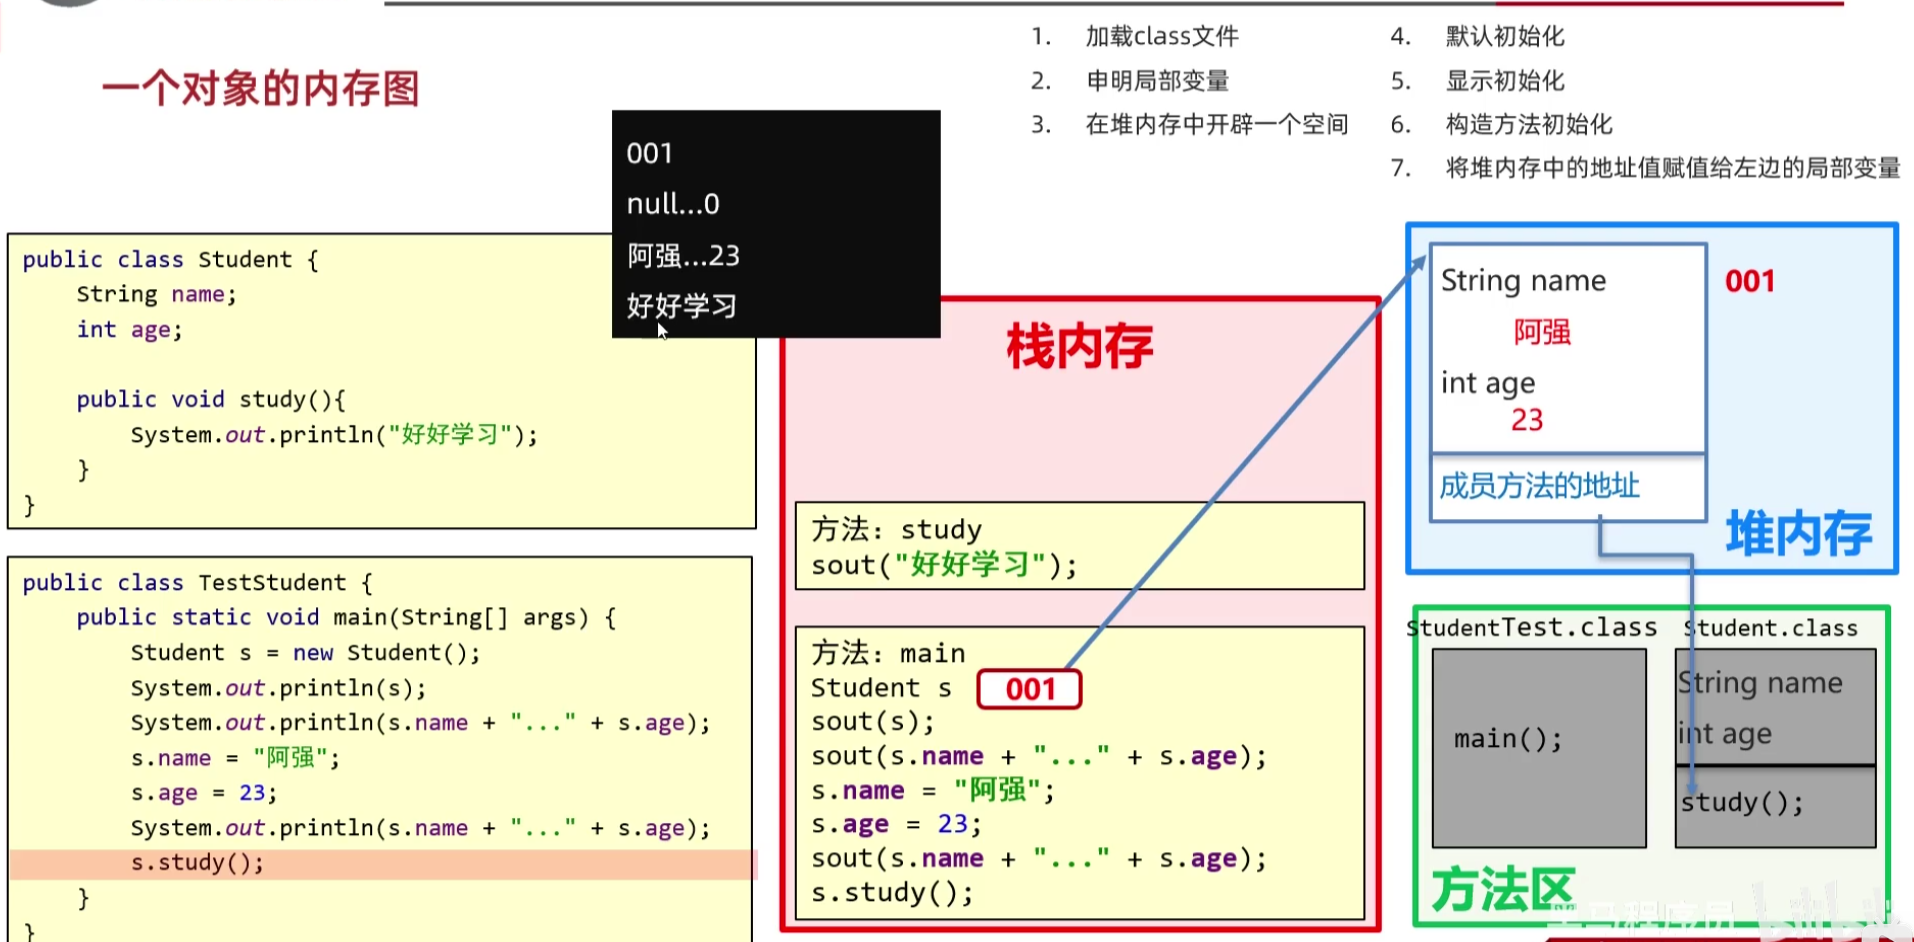 一个对象的内存图
1. 加载class文件
2. 申明局部变量
3. 在堆内存中开辟一个空间
4. 默认初始化
5. 显示初始化
6. 构造方法初始化
7. 将堆内存中的地址值赋值给左边的局部变量
001
null...0
阿强...23
好好学习
public class Student {
String name;
int age;
public void study(){
System.out.println("好好学习");
}
}
public class TestStudent {
public static void main(String[] args) {
Student s = new Student();
System.out.println(s);
System.out.println(s.name + "..." + s.age);
s.name = "阿强";
s.age = 23;
System.out.println(s.name + "..." + s.age);
s.study();
}
}
栈内存
方法：study
sout("好好学习");
方法：main
Student s 001
sout(s);
sout(s.name + "..." + s.age);
s.name = "阿强";
s.age = 23;
sout(s.name + "..." + s.age);
s.study();
String name
001
阿强
int age
23
成员方法的地址
堆内存
studentTest.class
Student.class
main();
String name
int age
study();
方法区
黑马程序员
bilibili